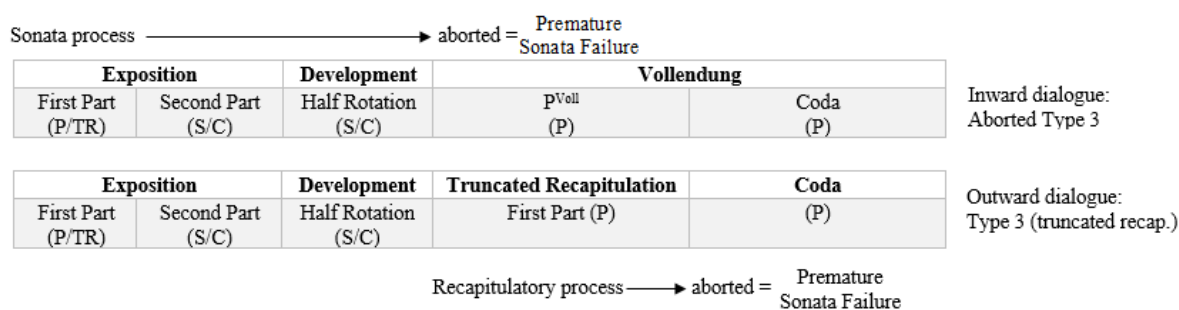 Sonata process aborted = Premature
Sonata Failure
Exposition Development Vollendung
First Part Second Part Half Rotation PVoll Coda
(P/TR) (S/C) (S/C) (P) (P)
Inward dialogue:
Aborted Type 3
Exposition Development Truncated Recapitulation Coda
First Part Second Part Half Rotation First Part (P) (P)
(P/TR) (S/C) (S/C)
Outward dialogue:
Type 3 (truncated recap.)
Recapitulatory process aborted = Premature
Sonata Failure